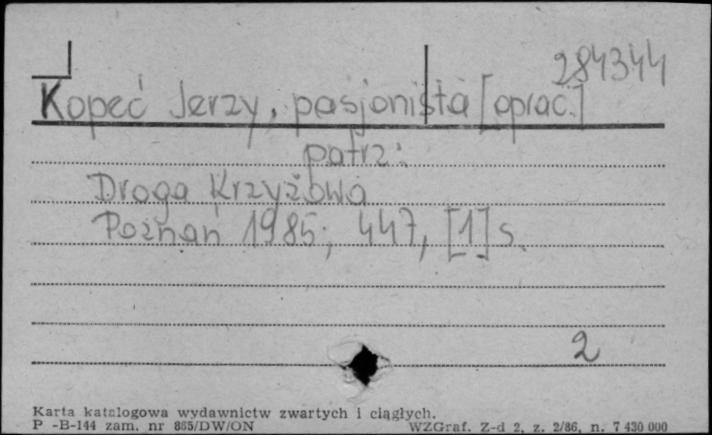 284344
Kopeć Jerzy, pasjonista [oprac.]
patrz:
Droga Krzyżowa
Poznań 1985; 447, [1] s.
2
Karta katalogowa wydawnictw zwartych i ciągłych.
P -B-144 zam. nr 865/DW/ON WZGraf. Z-d 2, z. 2/86, n. 7 430 000